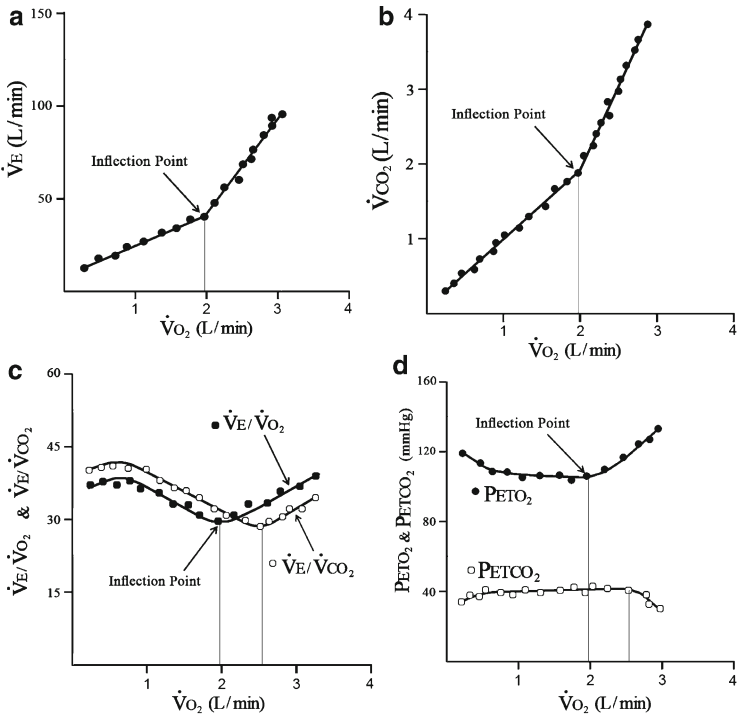 a
150
100
50
V̇E (L/min)
Inflection Point
1 2 3 4
V̇O₂ (L/min)
b
4
3
2
1
V̇CO₂ (L/min)
Inflection Point
1 2 3 4
V̇O₂ (L/min)
c
60
45
30
15
V̇E/V̇O₂ & V̇E/V̇CO₂
V̇E/V̇O₂
Inflection Point
V̇E/V̇CO₂
1 2 3 4
V̇O₂ (L/min)
d
160
120
80
40
PETO₂ & PETCO₂ (mmHg)
Inflection Point
PETO₂
PETCO₂
1 2 3 4
V̇O₂ (L/min)